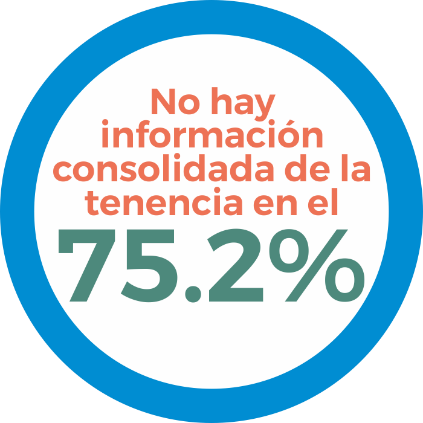 No hay
información
consolidada de la
tenencia en el
75.2%